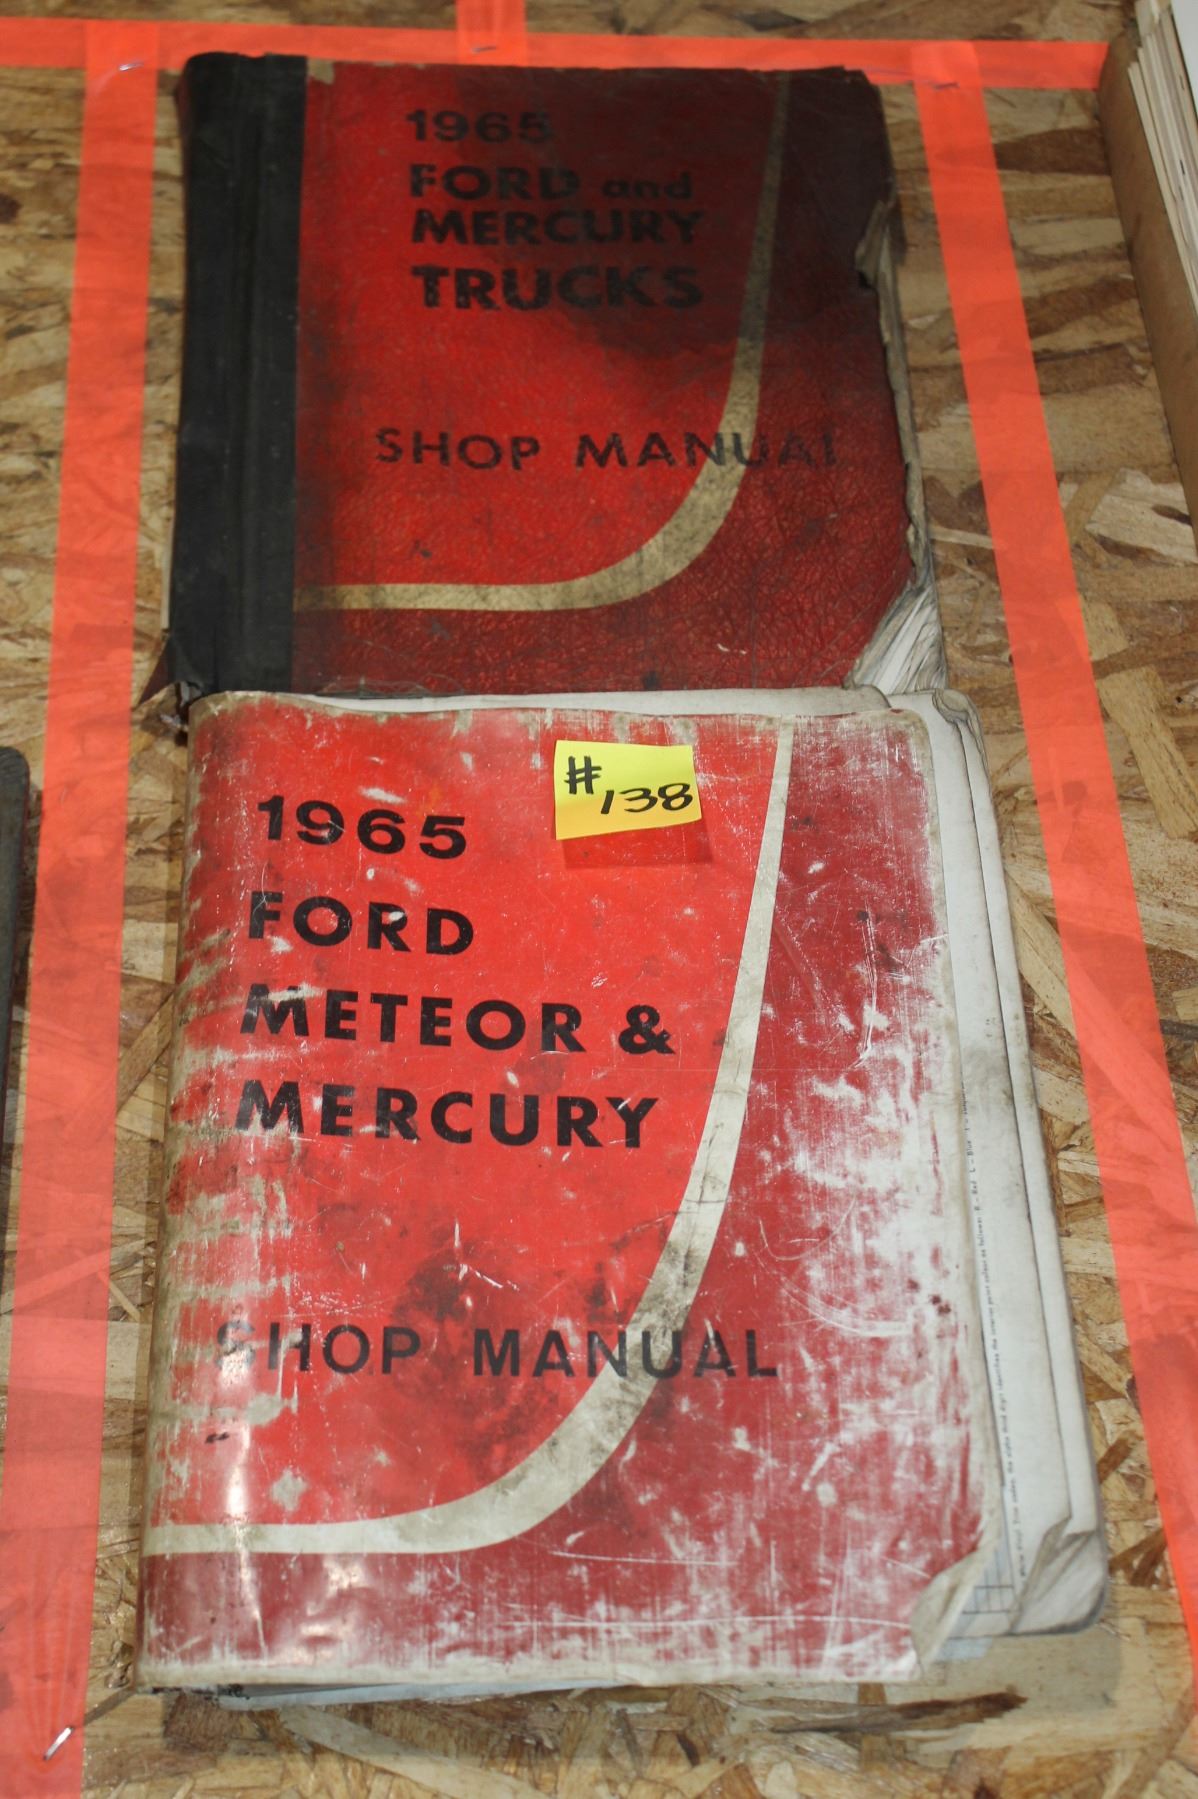 1965
FORD and
MERCURY
TRUCKS
SHOP MANUAL
# 138
1965
FORD
METEOR &
MERCURY
SHOP MANUAL